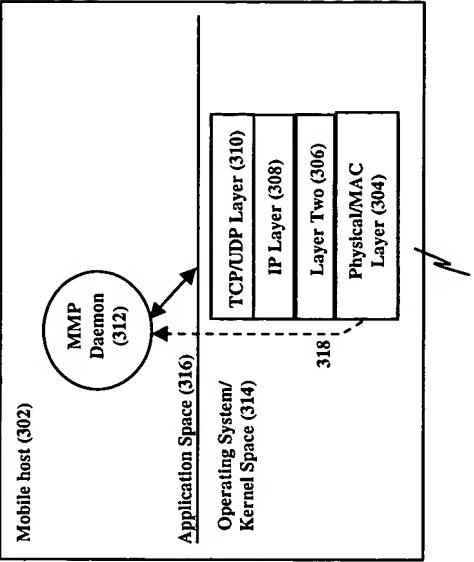 Mobile host (302)
MMP
Daemon
(312)
Application Space (316)
Operating System/
Kernel Space (314)
318
TCP/UDP Layer (310)
IP Layer (308)
Layer Two (306)
Physical/MAC
Layer (304)